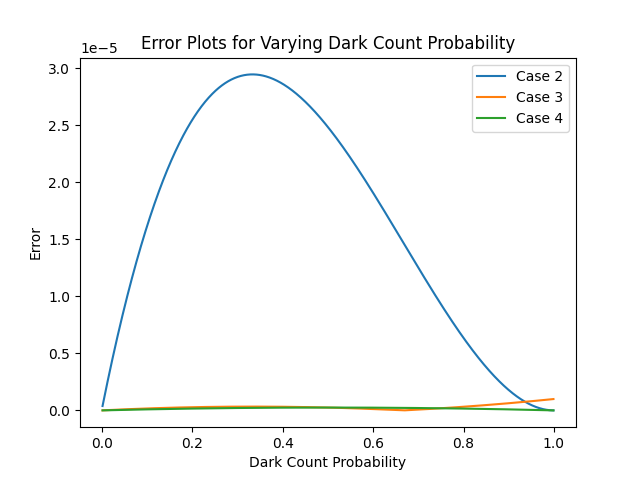 Error Plots for Varying Dark Count Probability
1e−5
Case 2
Case 3
Case 4
3.0
2.5
2.0
1.5
1.0
0.5
0.0
Error
0.0 0.2 0.4 0.6 0.8 1.0
Dark Count Probability